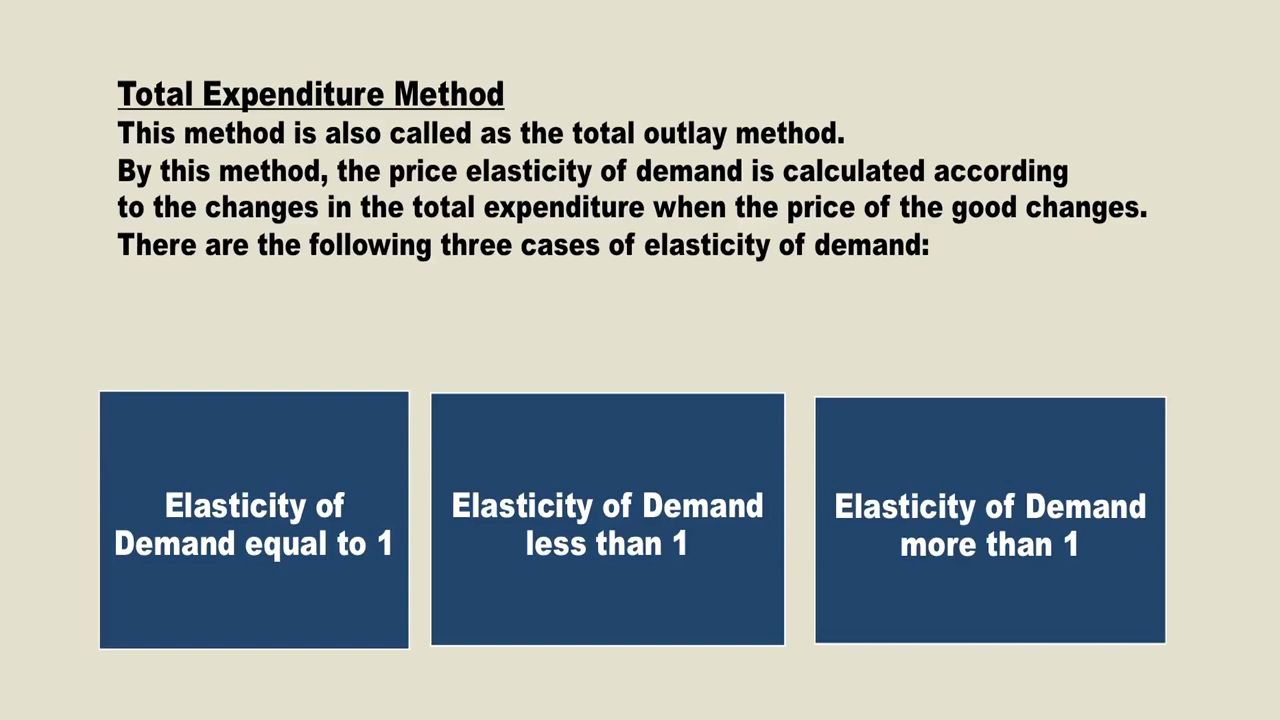 Total Expenditure Method
This method is also called as the total outlay method.
By this method, the price elasticity of demand is calculated according
to the changes in the total expenditure when the price of the good changes.
There are the following three cases of elasticity of demand:
Elasticity of
Demand equal to 1
Elasticity of Demand
less than 1
Elasticity of Demand
more than 1